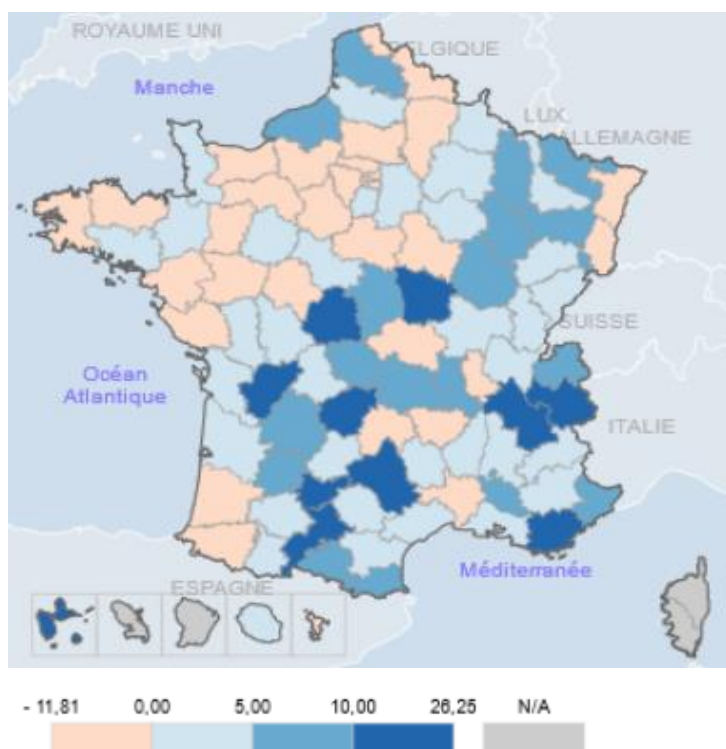 ROYAUME UNI
BELGIQUE
Manche
LUX
ALLEMAGNE
SUISSE
Océan
Atlantique
ITALIE
Méditerranée
ESPAGNE
- 11,81 0,00 5,00 10,00 26,25 N/A